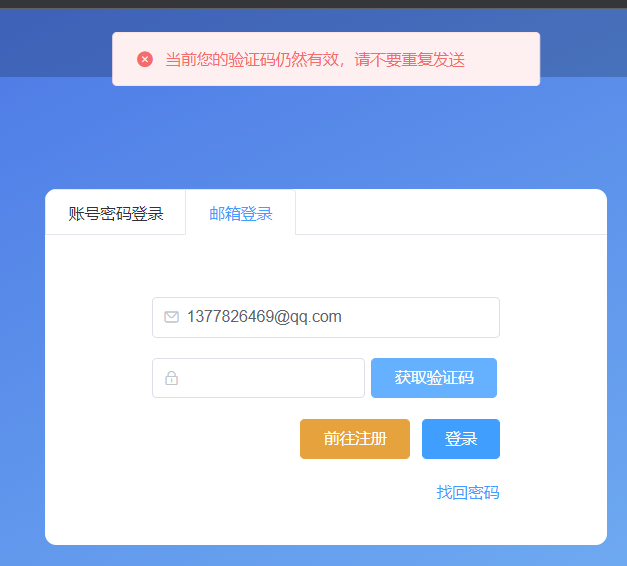 当前您的验证码仍然有效，请不要重复发送
账号密码登录 邮箱登录
1377826469@qq.com
获取验证码
前往注册 登录
找回密码